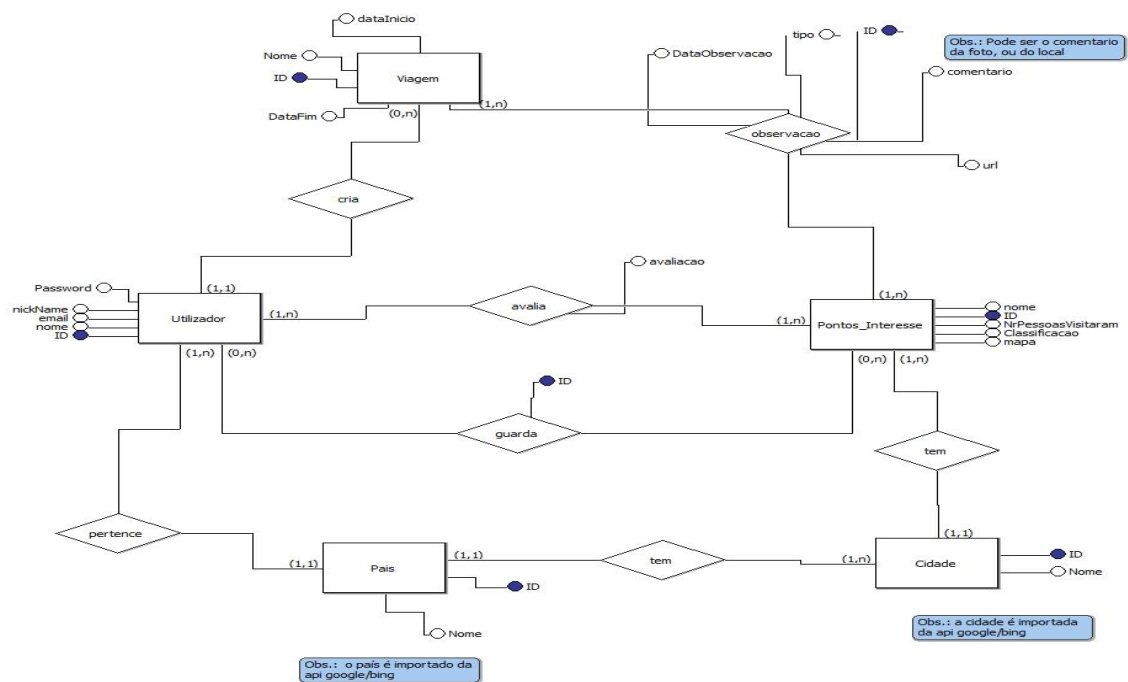 dataInicio
Nome
ID
Viagem
DataFim
(0,n)
(1,n)
DataObservacao
tipo
ID
Obs.: Pode ser o comentario
da foto, ou do local
comentário
observacao
url
cria
(1,1)
Password
nickName
email
nome
ID
Utilizador
(1,n)
avalia
avaliacao
(1,n)
(1,n)
Pontos_Interesse
nome
ID
NrPessoasVisitaram
Classificacao
mapa
(1,n)
(0,n)
(0,n)
(1,n)
ID
guarda
tem
pertence
(1,1)
Pais
(1,1)
ID
Nome
tem
(1,n)
(1,1)
Cidade
ID
Nome
Obs.: a cidade é importada
da api google/bing
Obs.: o país é importado da
api google/bing